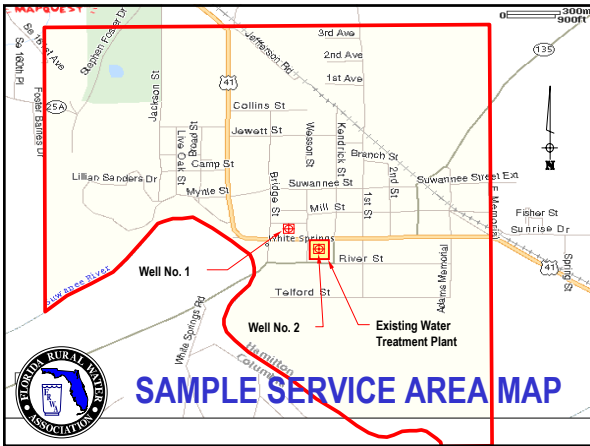 MAPQUEST
300m
900ft
3rd Ave
2nd Ave
1st Ave
Se 160th Pl
Stephen Foster Dr
Jefferson Rd
135
41
25A
Foster Barnes Dr
Jackson St
Collins St
Jewett St
Wesson St
Kendrick St
Live Oak St
Camp St
Branch St
Lillian Sanders Dr
Myrtle St
Bridge St
Suwannee St
Suwannee Street Ext
2nd St
1st St
Mill St
N
Fisher St
Sunrise Dr
White Springs
River St
E Memorial
Adams Memorial
Spring St
41
Well No. 1
Suwanee River
Telford St
White Springs Rd
Well No. 2
Existing Water
Treatment Plant
Hamilton
Columbia
FLORIDA RURAL WATER
ASSOCIATION
FRWA
SAMPLE SERVICE AREA MAP